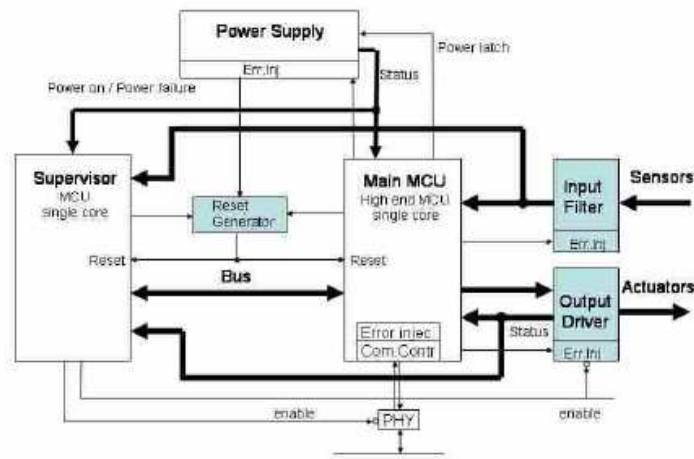 Power Supply
Err.Inj
Power latch
Status
Power on / Power failure
Supervisor
MCU
single core
Main MCU
High end MCU
single core
Input
Filter
Sensors
Err.Inj
Reset
Generator
Reset
Reset
Bus
Actuators
Output
Driver
Status
Err.Inj
Error injec
Com.Contr
enable
PHY
enable